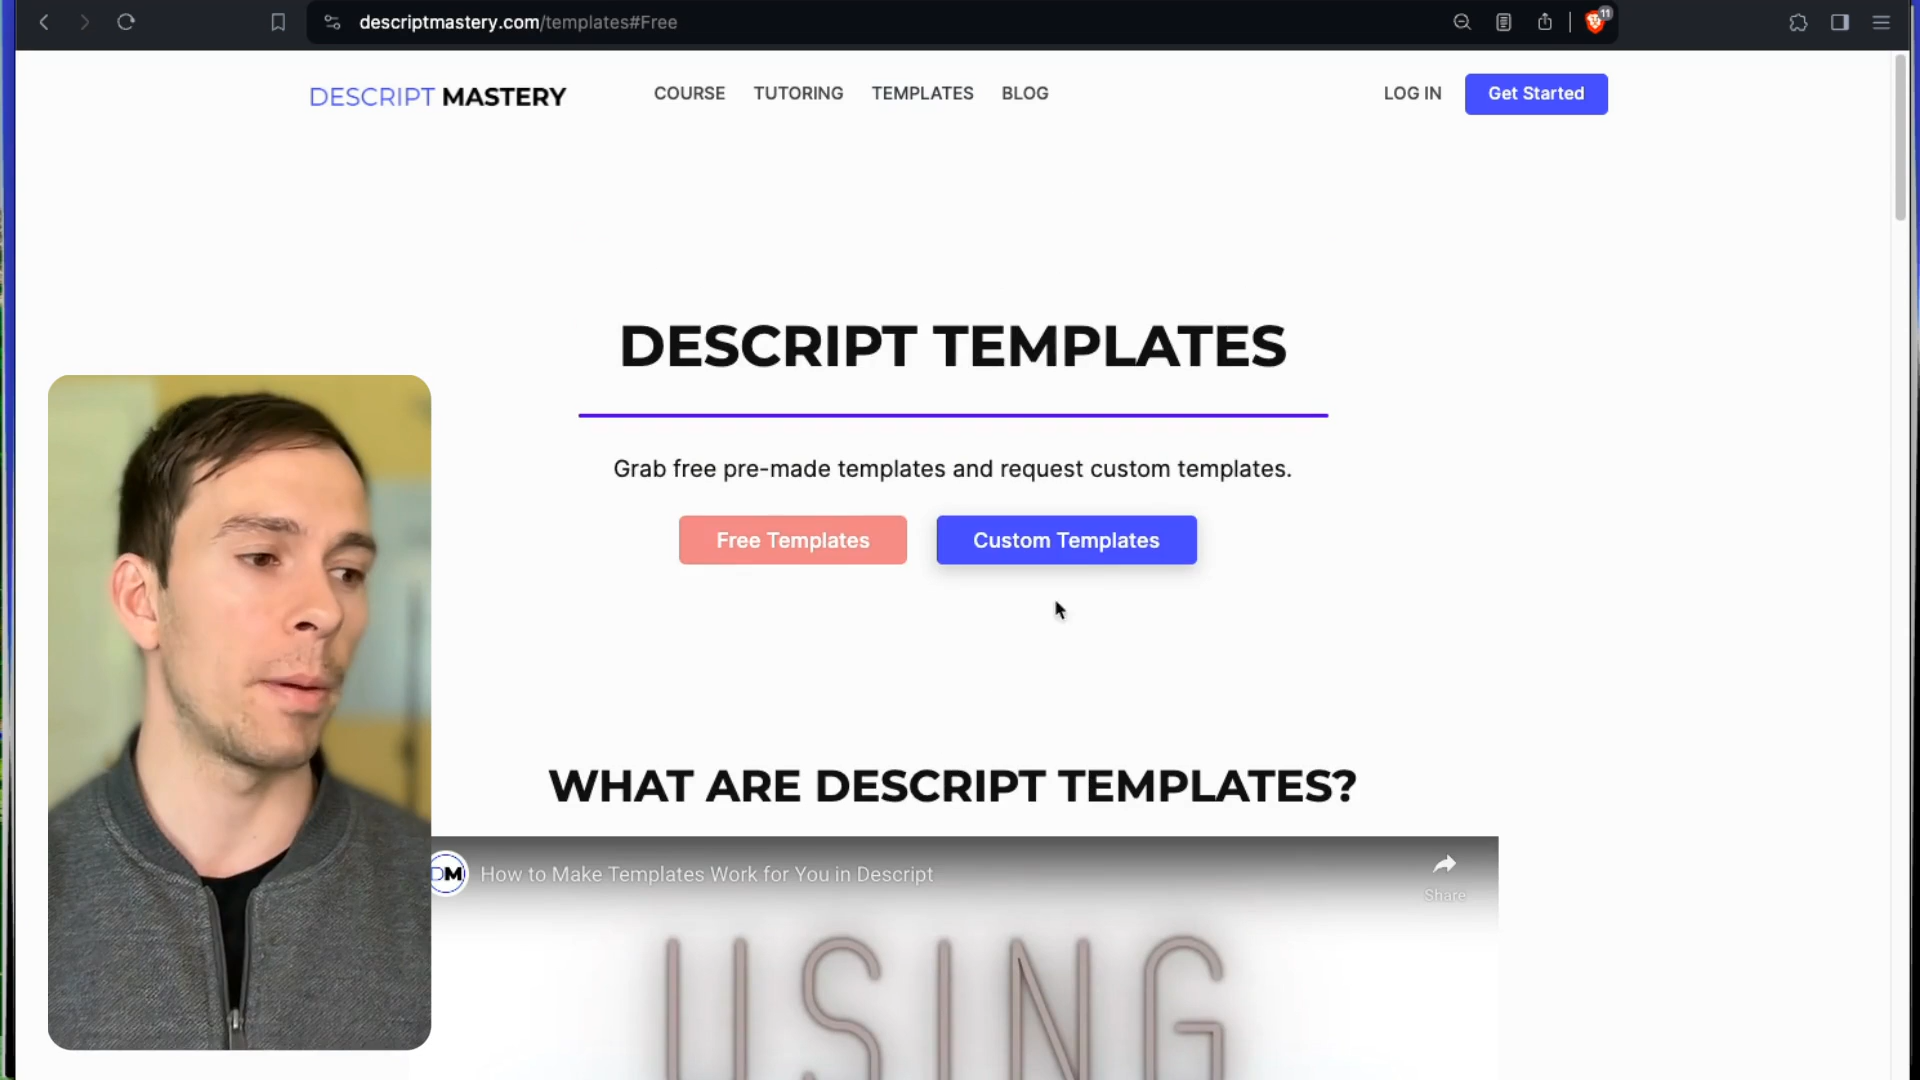 descriptmastery.com/templates#Free
11
DESCRIPT MASTERY
COURSE
TUTORING
TEMPLATES
BLOG
LOG IN
Get Started
DESCRIPT TEMPLATES
Grab free pre-made templates and request custom templates.
Free Templates
Custom Templates
WHAT ARE DESCRIPT TEMPLATES?
DM
How to Make Templates Work for You in Descript
Share
USING